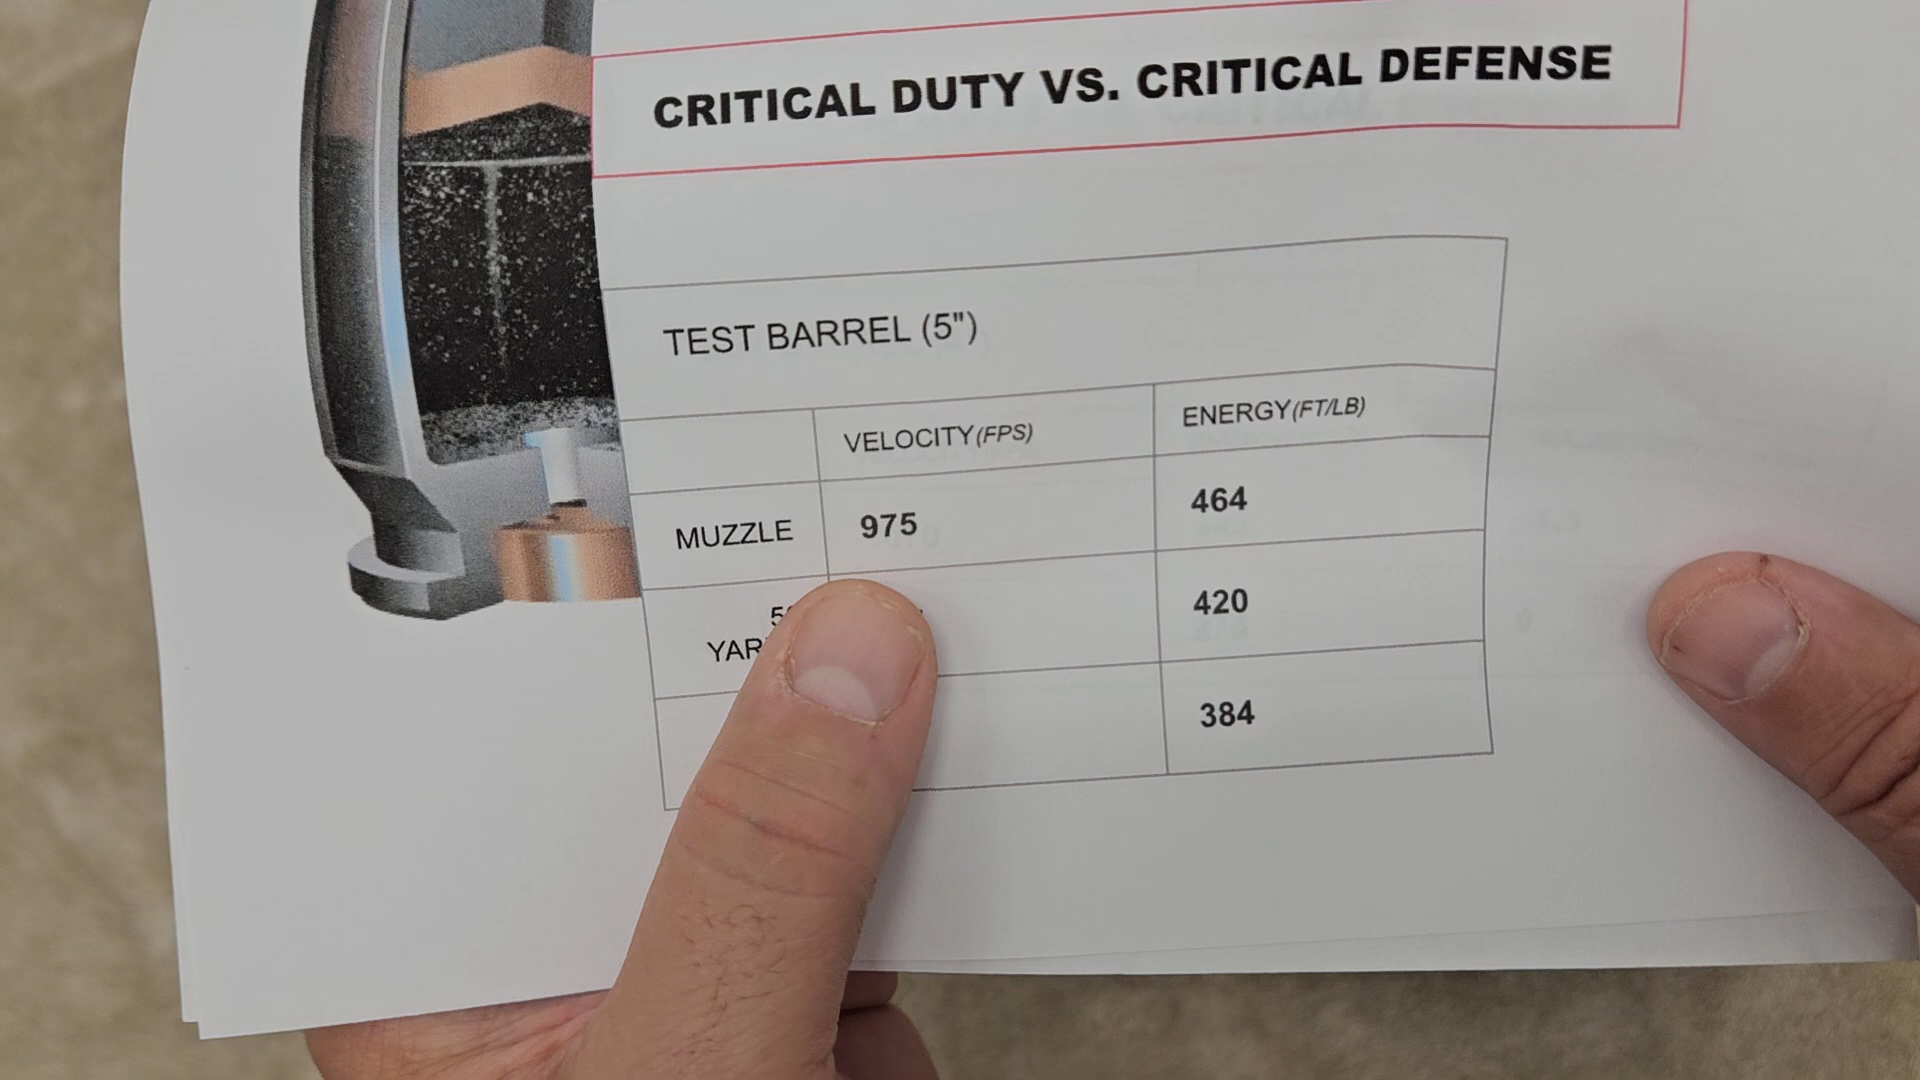 CRITICAL DUTY VS. CRITICAL DEFENSE
TEST BARREL (5")
VELOCITY(FPS) ENERGY(FT/LB)
MUZZLE 975 464
420
384